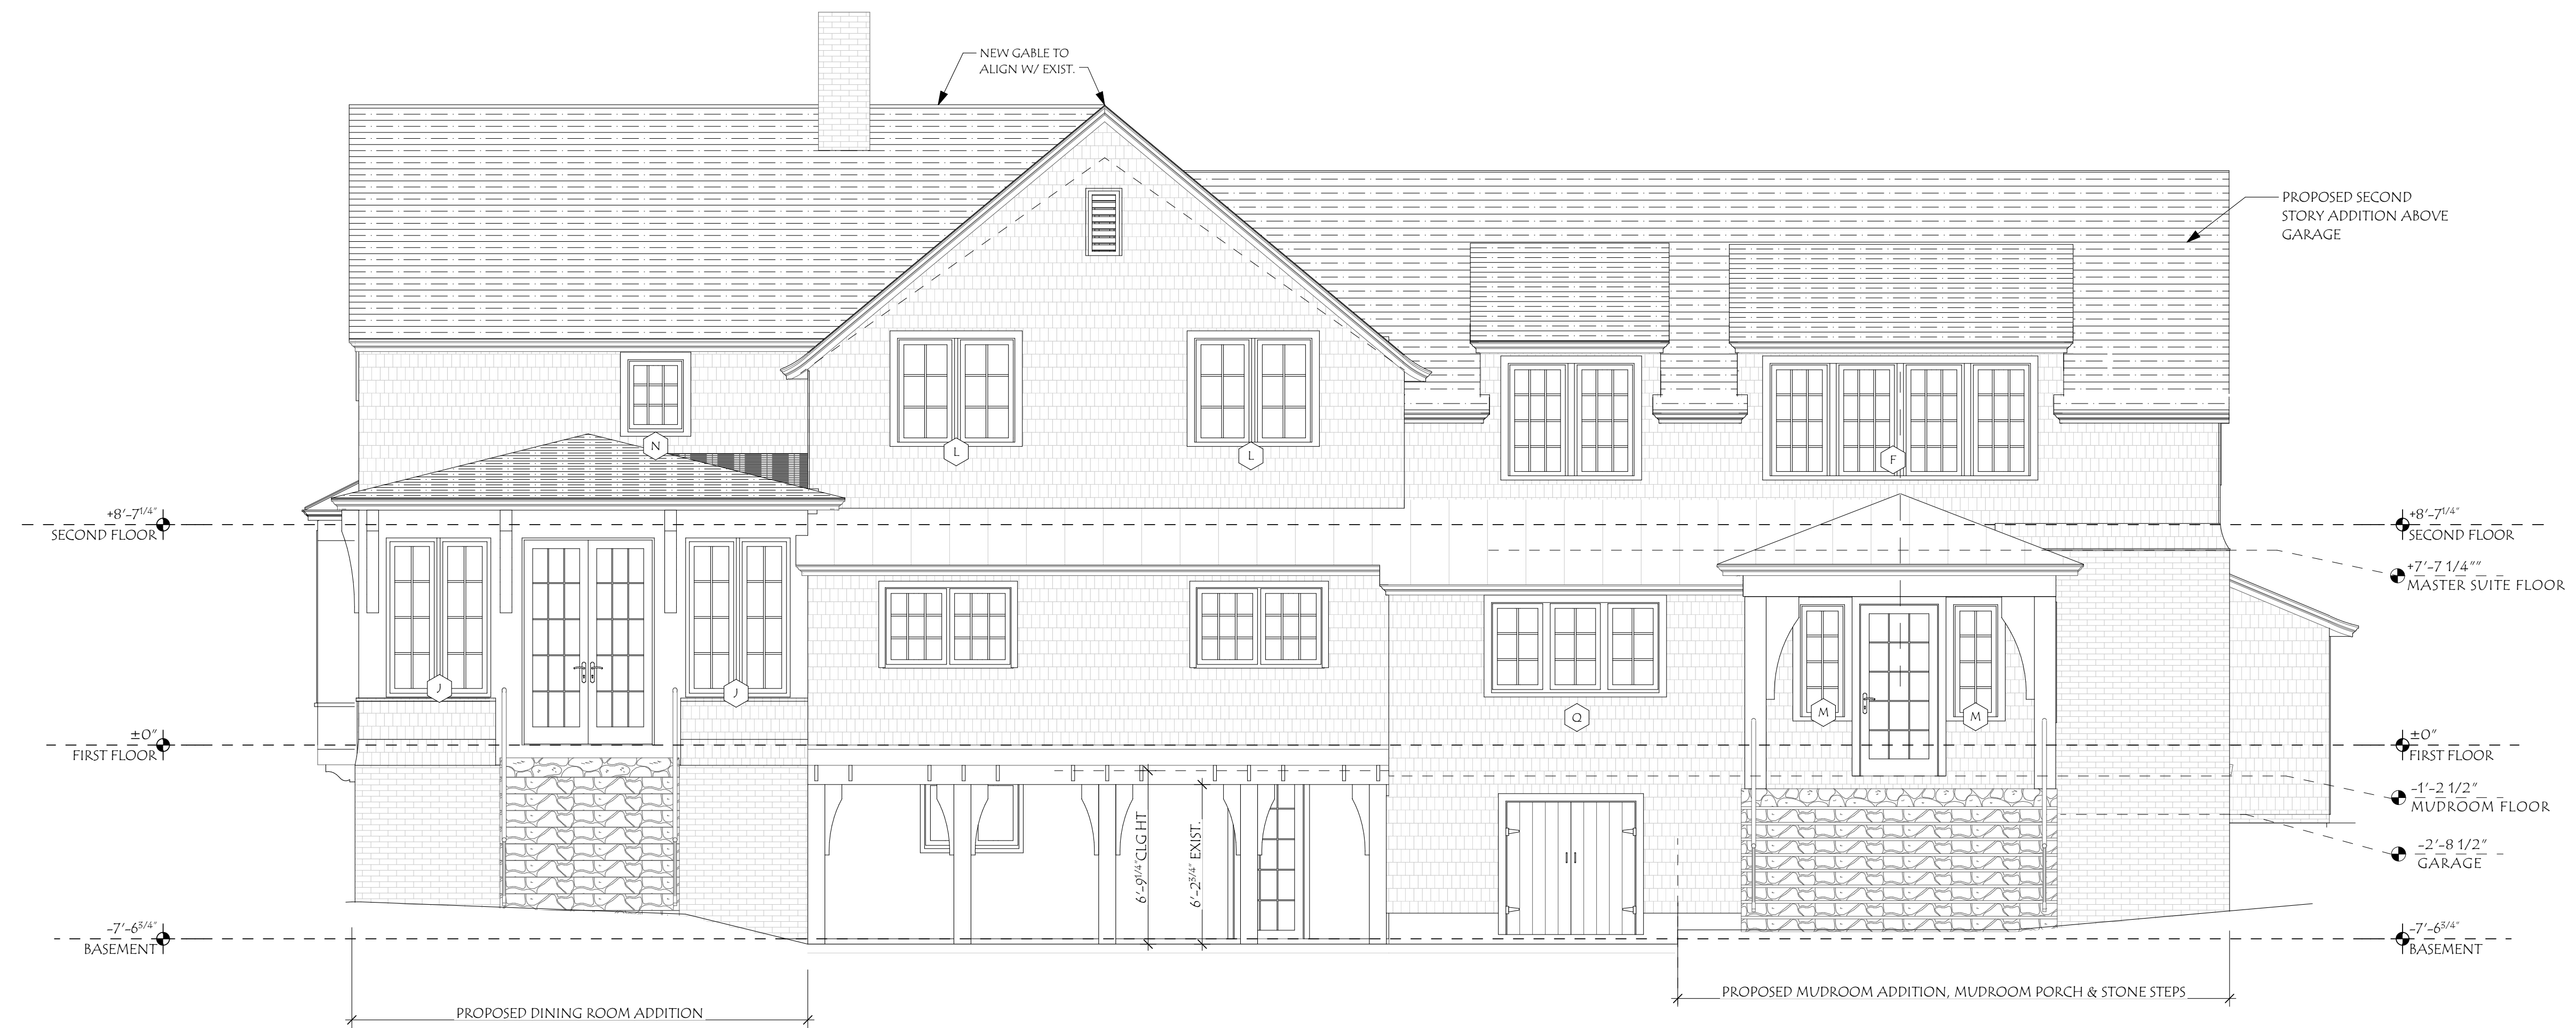 NEW GABLE TO
ALIGN W/ EXIST.
PROPOSED SECOND
STORY ADDITION ABOVE
GARAGE
N
L
L
F
+8'-7 1/4"
SECOND FLOOR
+8'-7 1/4"
SECOND FLOOR
+7'-7 1/4""
MASTER SUITE FLOOR
J
J
Q
M
M
±0"
FIRST FLOOR
±0"
FIRST FLOOR
-1'-2 1/2"
MUDROOM FLOOR
6'-9 1/4" CLG HT
6'-2 3/4" EXIST.
-2'-8 1/2"
GARAGE
-7'-6 3/4"
BASEMENT
-7'-6 3/4"
BASEMENT
PROPOSED DINING ROOM ADDITION
PROPOSED MUDROOM ADDITION, MUDROOM PORCH & STONE STEPS